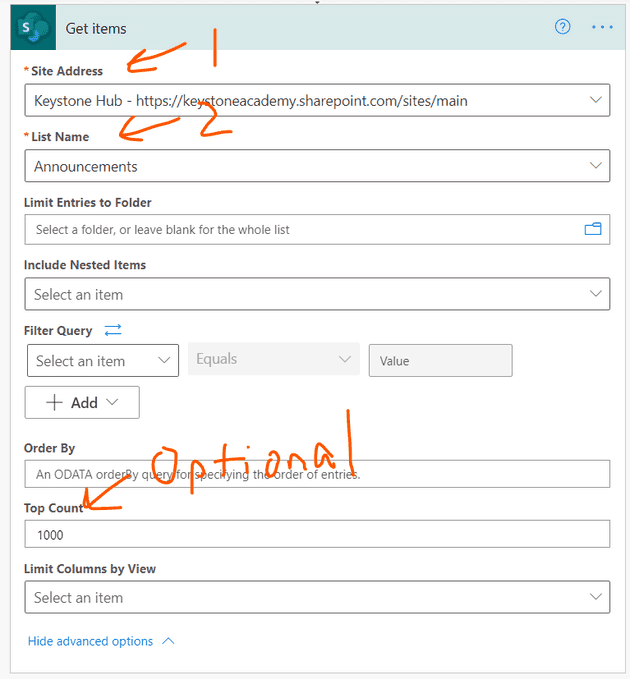 S
Get items
?
...
1
* Site Address
Keystone Hub - https://keystoneacademy.sharepoint.com/sites/main
2
* List Name
Announcements
Limit Entries to Folder
Select a folder, or leave blank for the whole list
Include Nested Items
Select an item
Filter Query
Select an item Equals Value
+ Add
Order By
Optional
An ODATA orderBy query for specifying the order of entries.
Top Count
1000
Limit Columns by View
Select an item
Hide advanced options